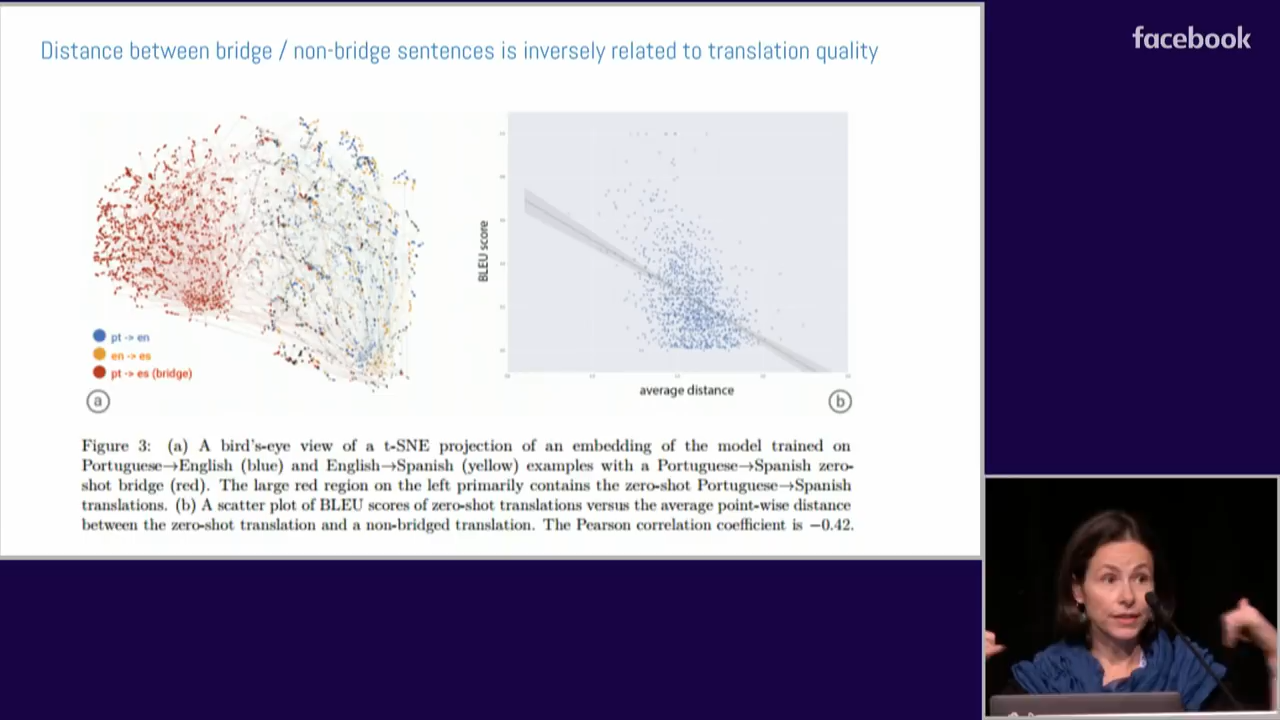 Distance between bridge / non-bridge sentences is inversely related to translation quality
facebook
pt -> en
en -> es
pt -> es (bridge)
a
BLEU score
average distance
b
Figure 3: (a) A bird's-eye view of a t-SNE projection of an embedding of the model trained on
Portuguese→English (blue) and English→Spanish (yellow) examples with a Portuguese→Spanish zero-
shot bridge (red). The large red region on the left primarily contains the zero-shot Portuguese→Spanish
translations. (b) A scatter plot of BLEU scores of zero-shot translations versus the average point-wise distance
between the zero-shot translation and a non-bridged translation. The Pearson correlation coefficient is −0.42.